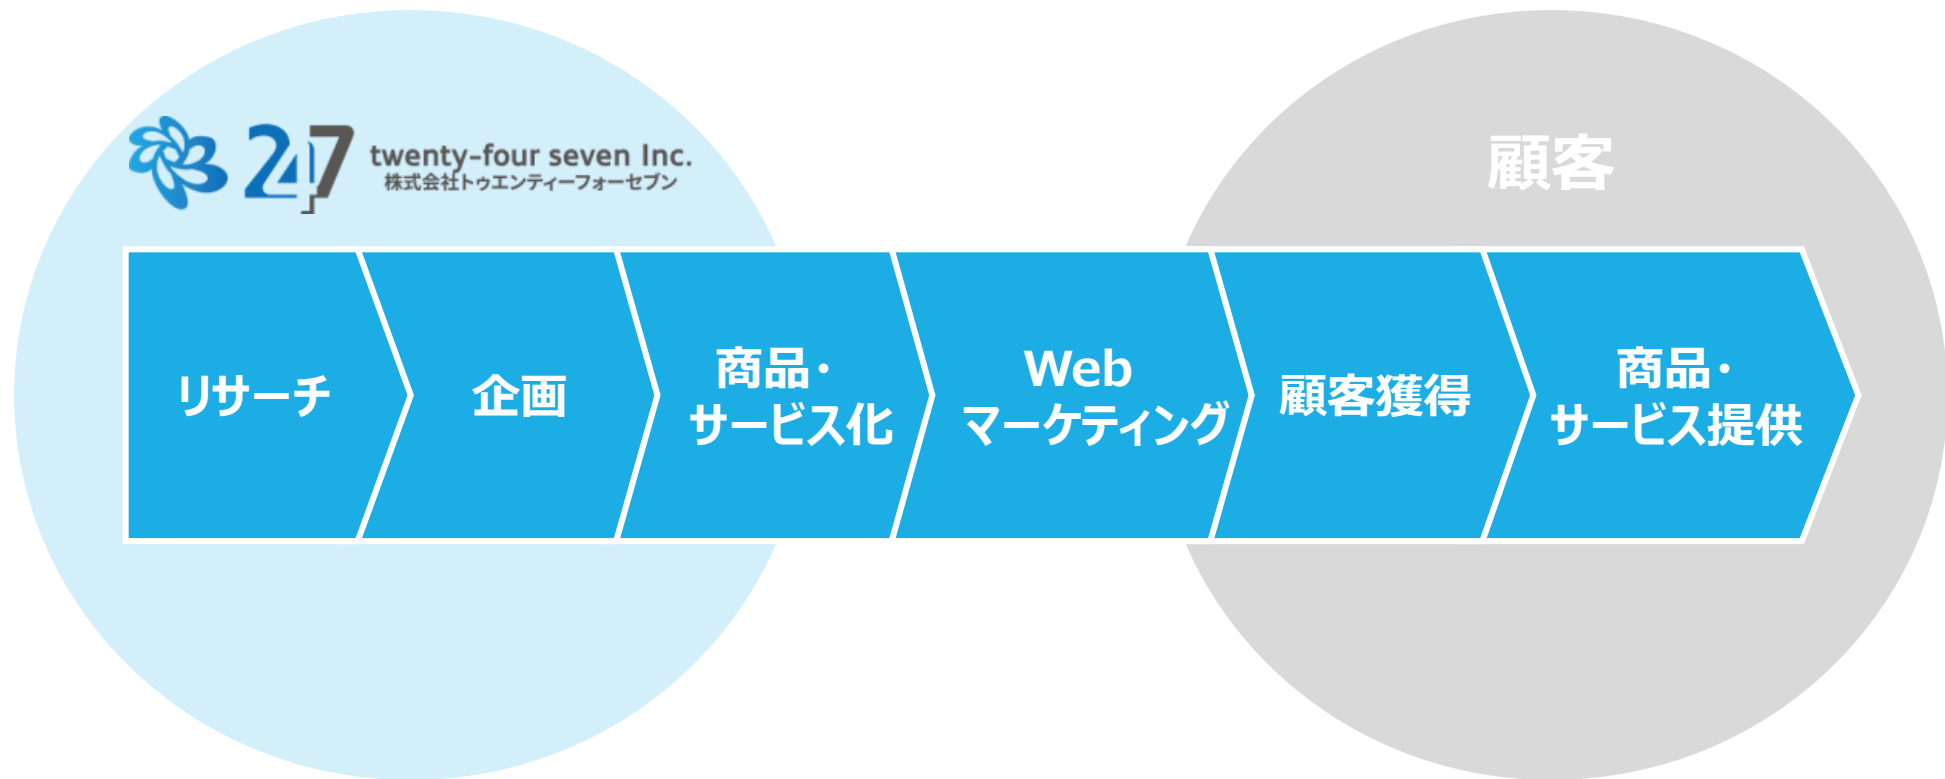 247
twenty-four seven Inc.
株式会社トゥエンティーフォーセブン
顧客
リサーチ
企画
商品・
サービス化
Web
マーケティング
顧客獲得
商品・
サービス提供